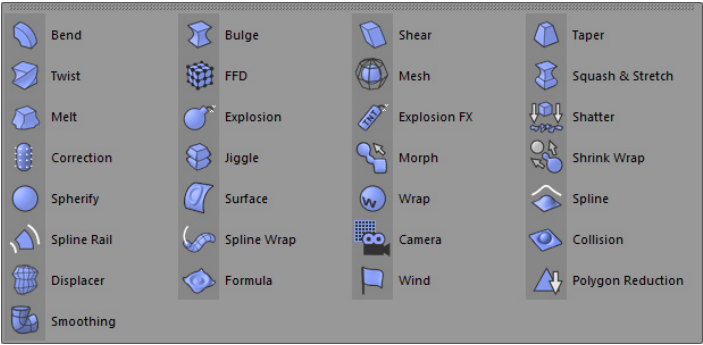 Bend Bulge Shear Taper
Twist FFD Mesh Squash & Stretch
Melt Explosion TNT Explosion FX Shatter
Correction Jiggle Morph Shrink Wrap
Spherify Surface W Wrap Spline
Spline Rail Spline Wrap Camera Collision
Displacer Formula Wind Polygon Reduction
Smoothing